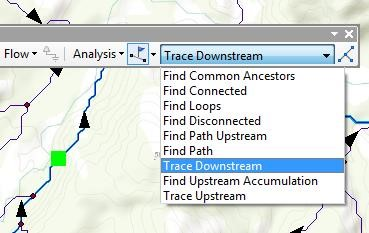 Flow Analysis Trace Downstream
Find Common Ancestors
Find Connected
Find Loops
Find Disconnected
Find Path Upstream
Find Path
Trace Downstream
Find Upstream Accumulation
Trace Upstream